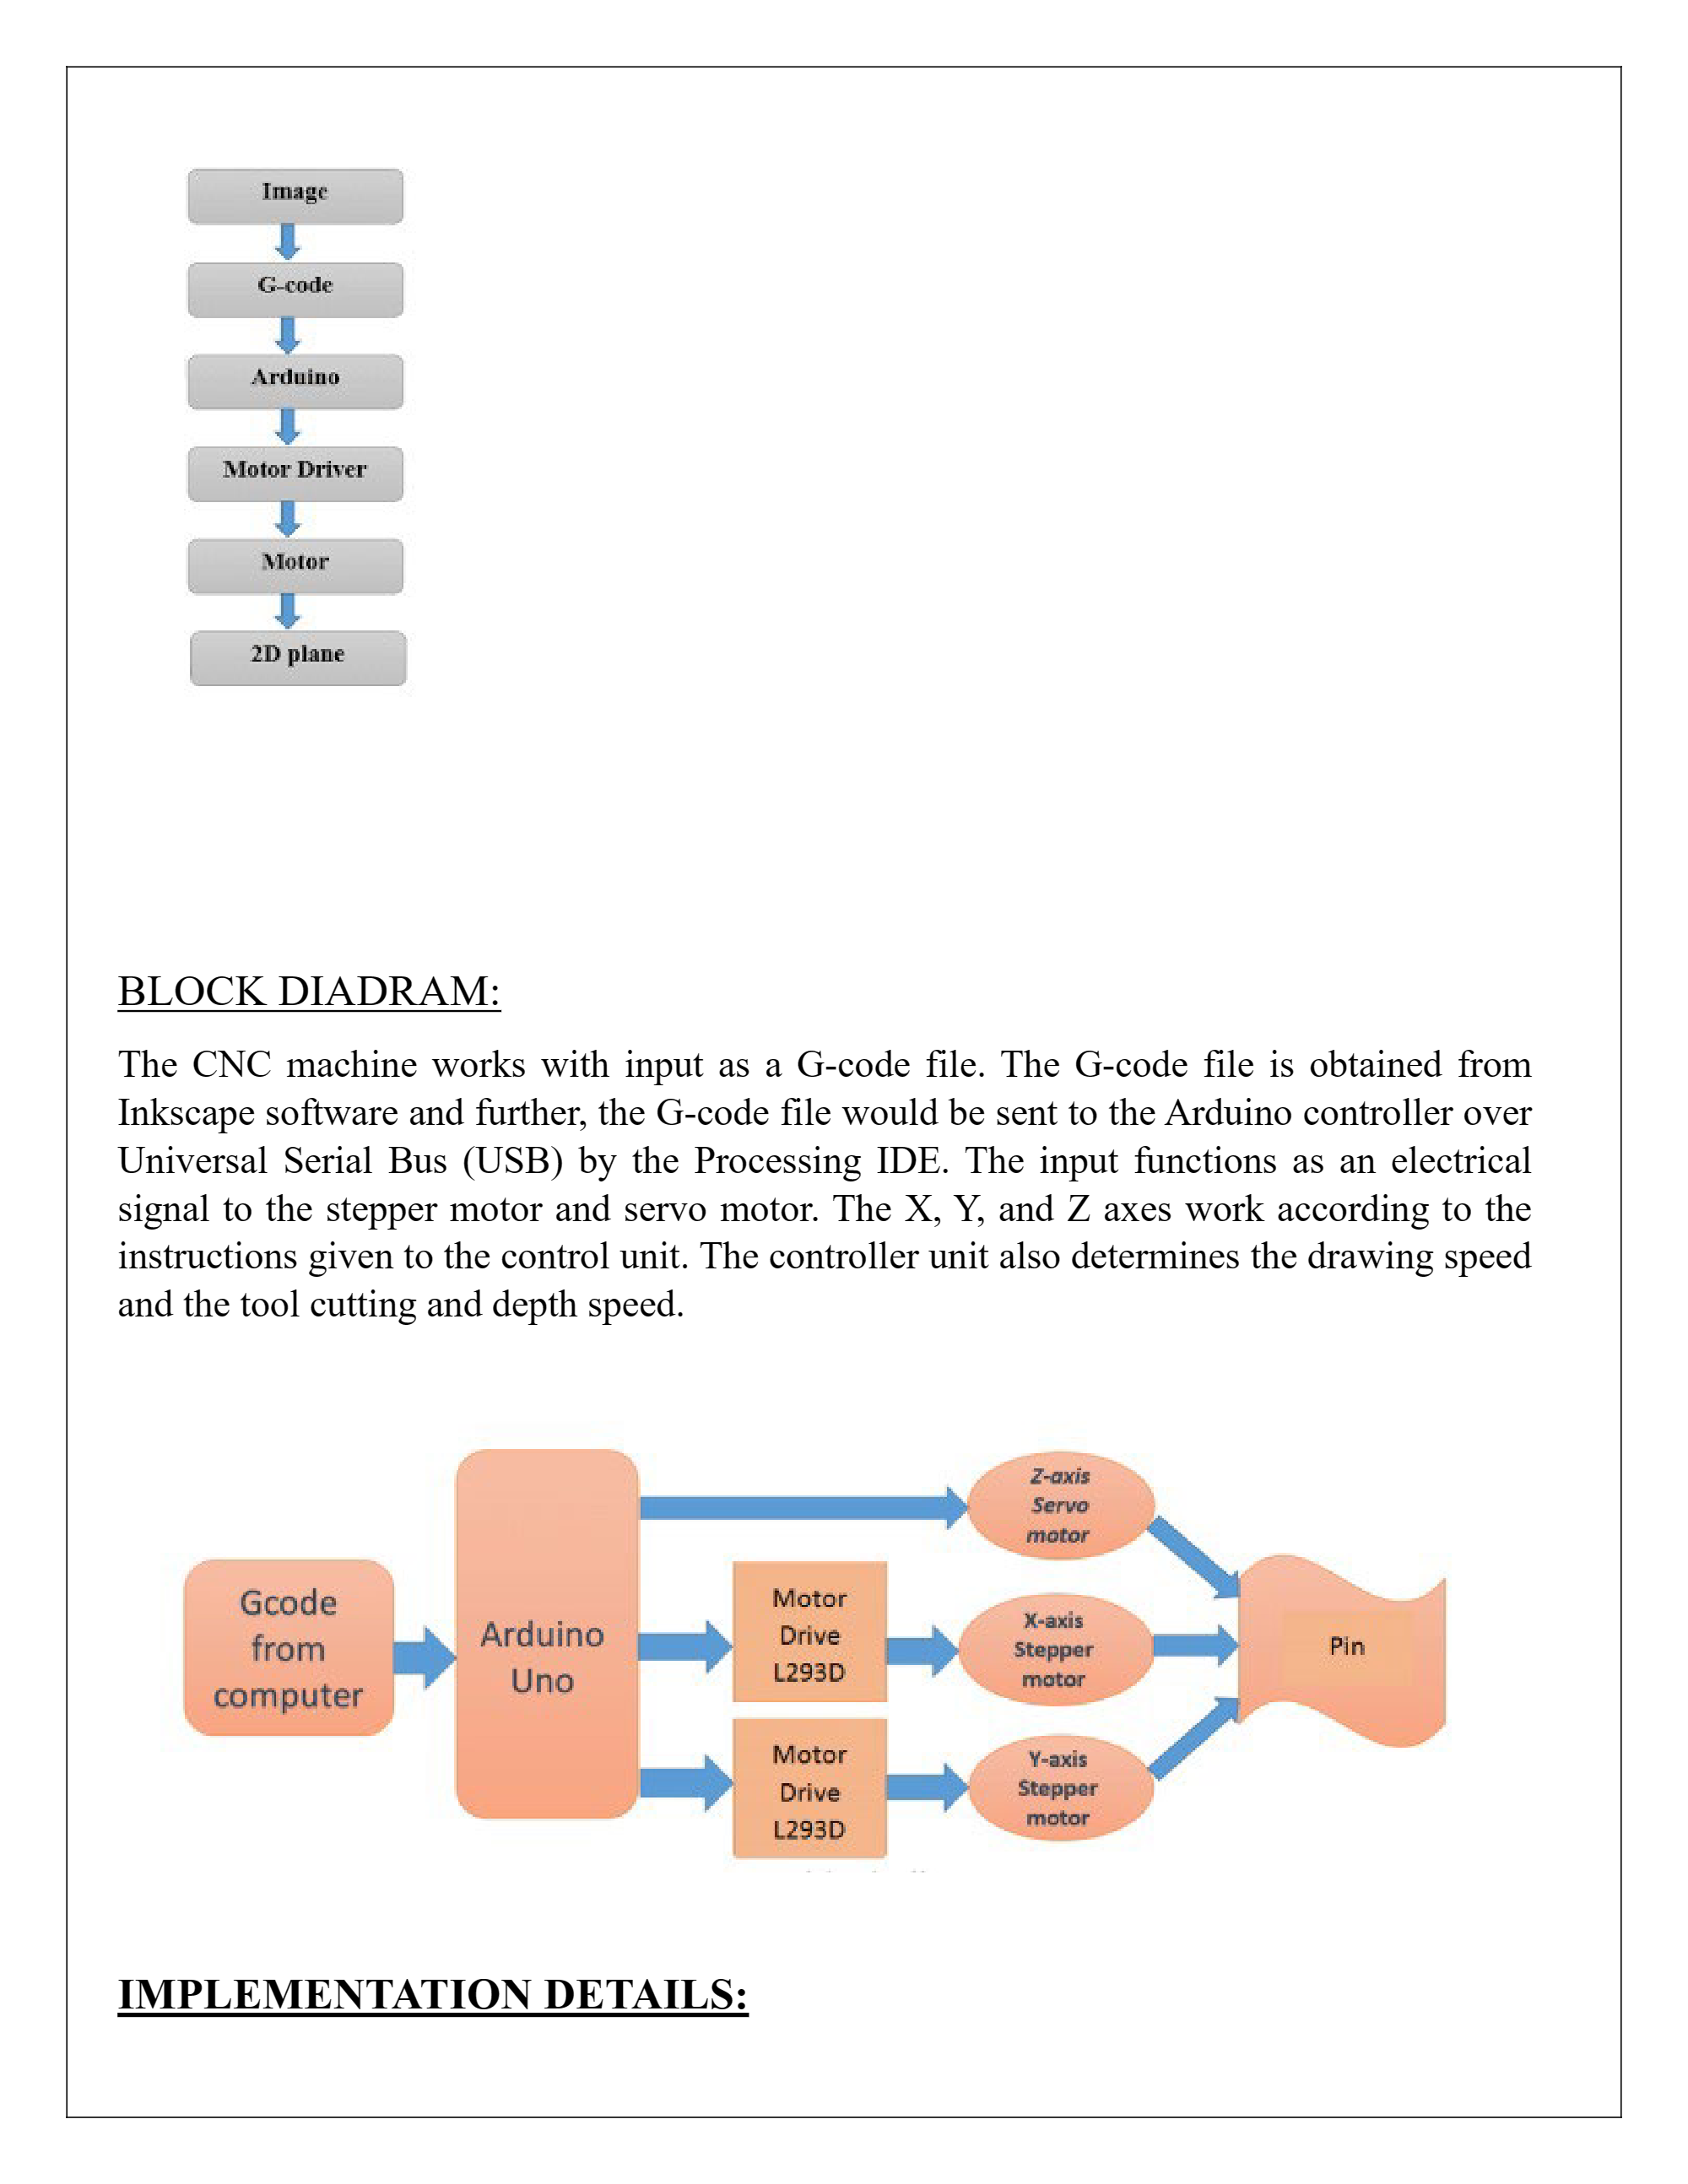 Image
G-code
Arduino
Motor Driver
Motor
2D plane
BLOCK DIADRAM:
The CNC machine works with input as a G-code file. The G-code file is obtained from
Inkscape software and further, the G-code file would be sent to the Arduino controller over
Universal Serial Bus (USB) by the Processing IDE. The input functions as an electrical
signal to the stepper motor and servo motor. The X, Y, and Z axes work according to the
instructions given to the control unit. The controller unit also determines the drawing speed
and the tool cutting and depth speed.
Gcode
from
computer
Arduino
Uno
Z-axis
Servo
motor
Motor
Drive
L293D
X-axis
Stepper
motor
Motor
Drive
L293D
Y-axis
Stepper
motor
Pin
IMPLEMENTATION DETAILS: